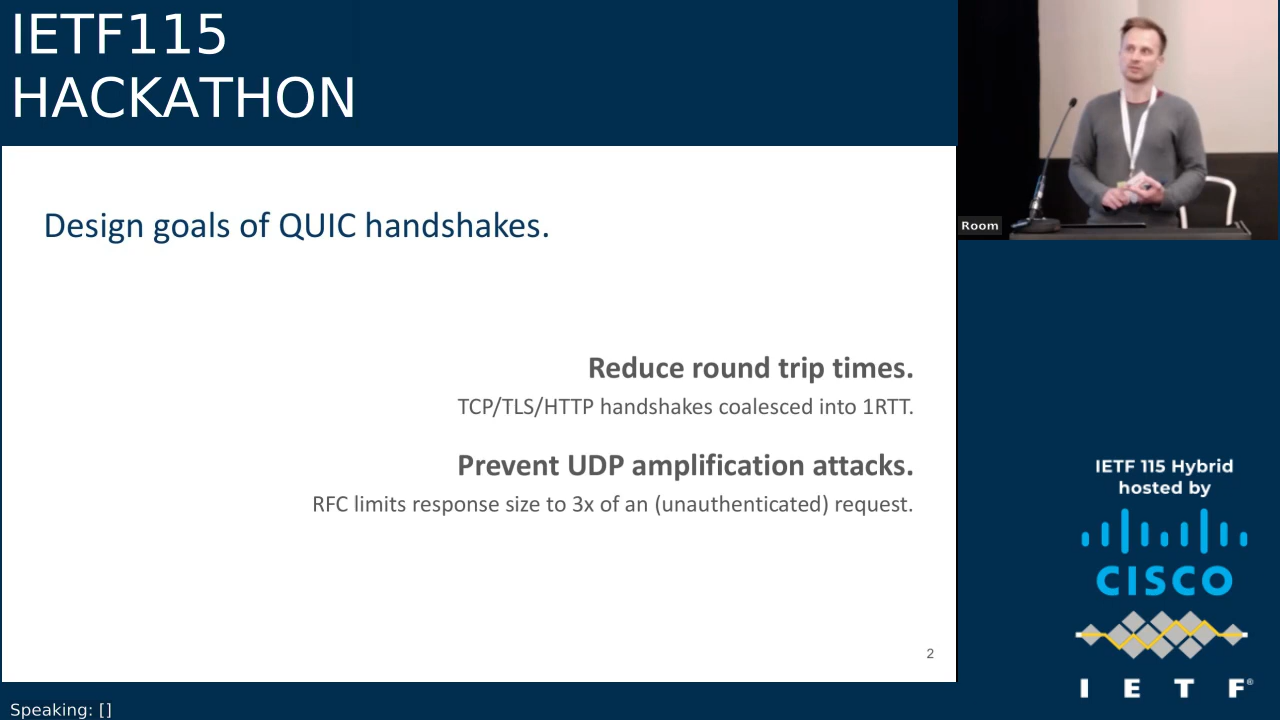 IETF115
HACKATHON
Design goals of QUIC handshakes.
Reduce round trip times.
TCP/TLS/HTTP handshakes coalesced into 1RTT.
Prevent UDP amplification attacks.
RFC limits response size to 3x of an (unauthenticated) request.
2
Room
IETF 115 Hybrid
hosted by
CISCO
I E T F®
Speaking: []